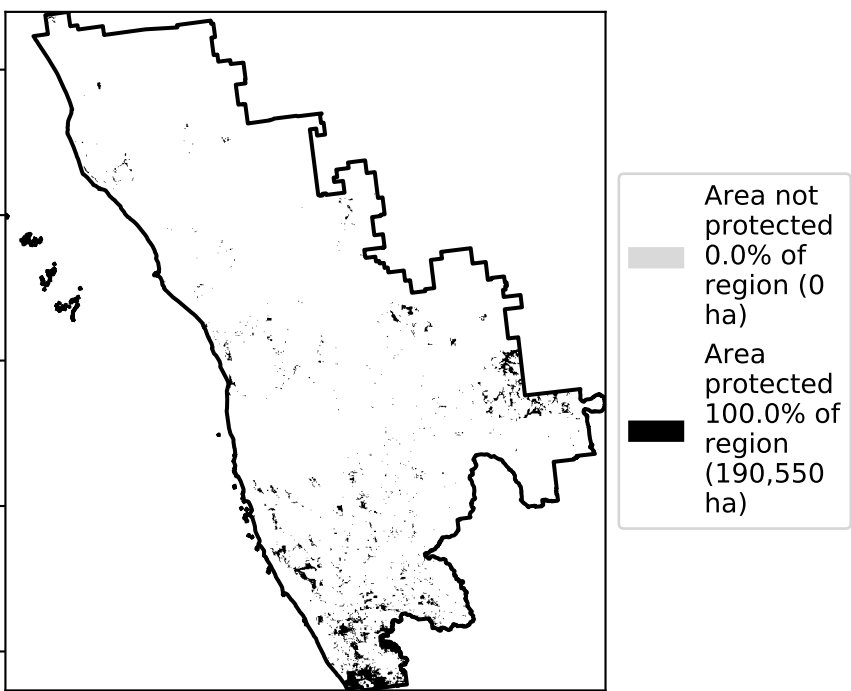 Area not
protected
0.0% of
region (0
ha)
Area
protected
100.0% of
region
(190,550
ha)